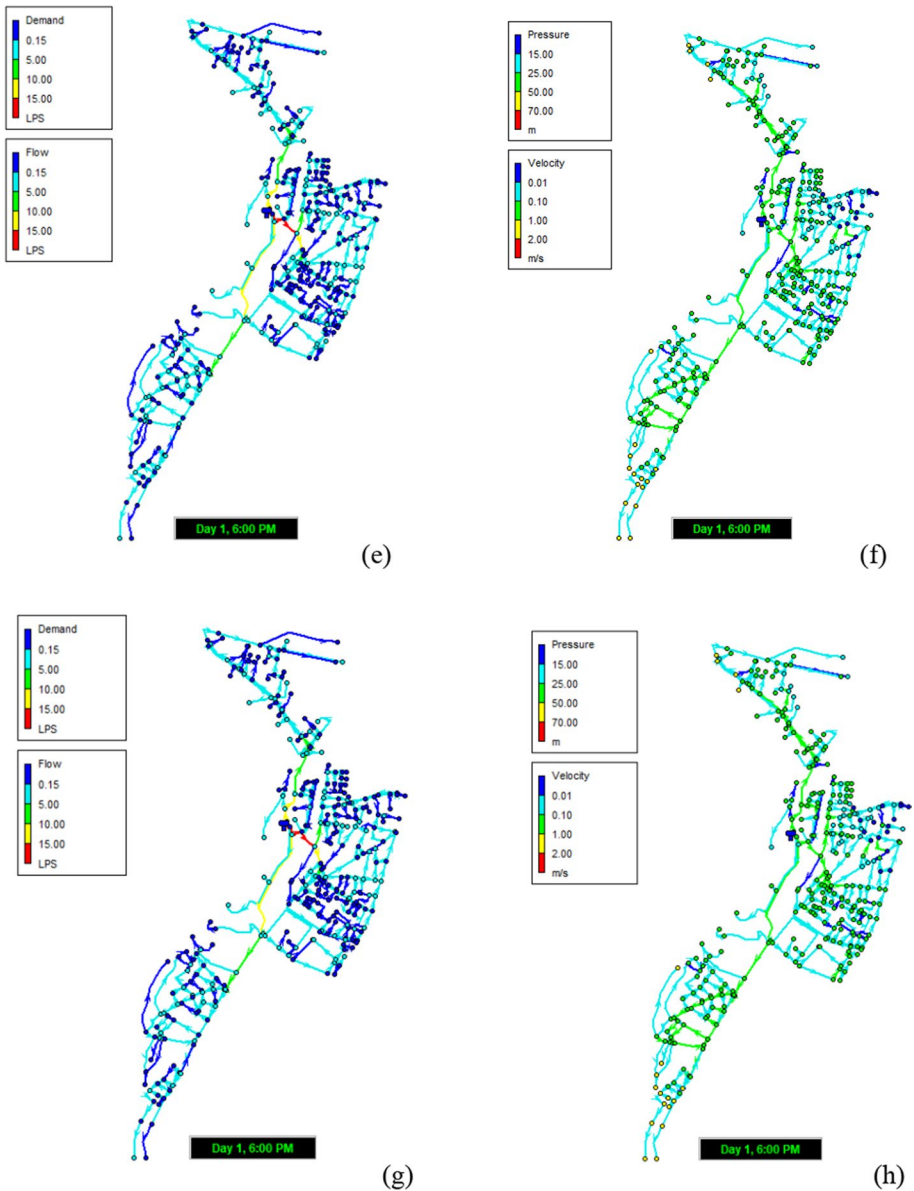 Demand
0.15
5.00
10.00
15.00
LPS
Flow
0.15
5.00
10.00
15.00
LPS
Day 1, 6:00 PM
(e)
Pressure
15.00
25.00
50.00
70.00
m
Velocity
0.01
0.10
1.00
2.00
m/s
Day 1, 6:00 PM
(f)
Demand
0.15
5.00
10.00
15.00
LPS
Flow
0.15
5.00
10.00
15.00
LPS
Day 1, 6:00 PM
(g)
Pressure
15.00
25.00
50.00
70.00
m
Velocity
0.01
0.10
1.00
2.00
m/s
Day 1, 6:00 PM
(h)